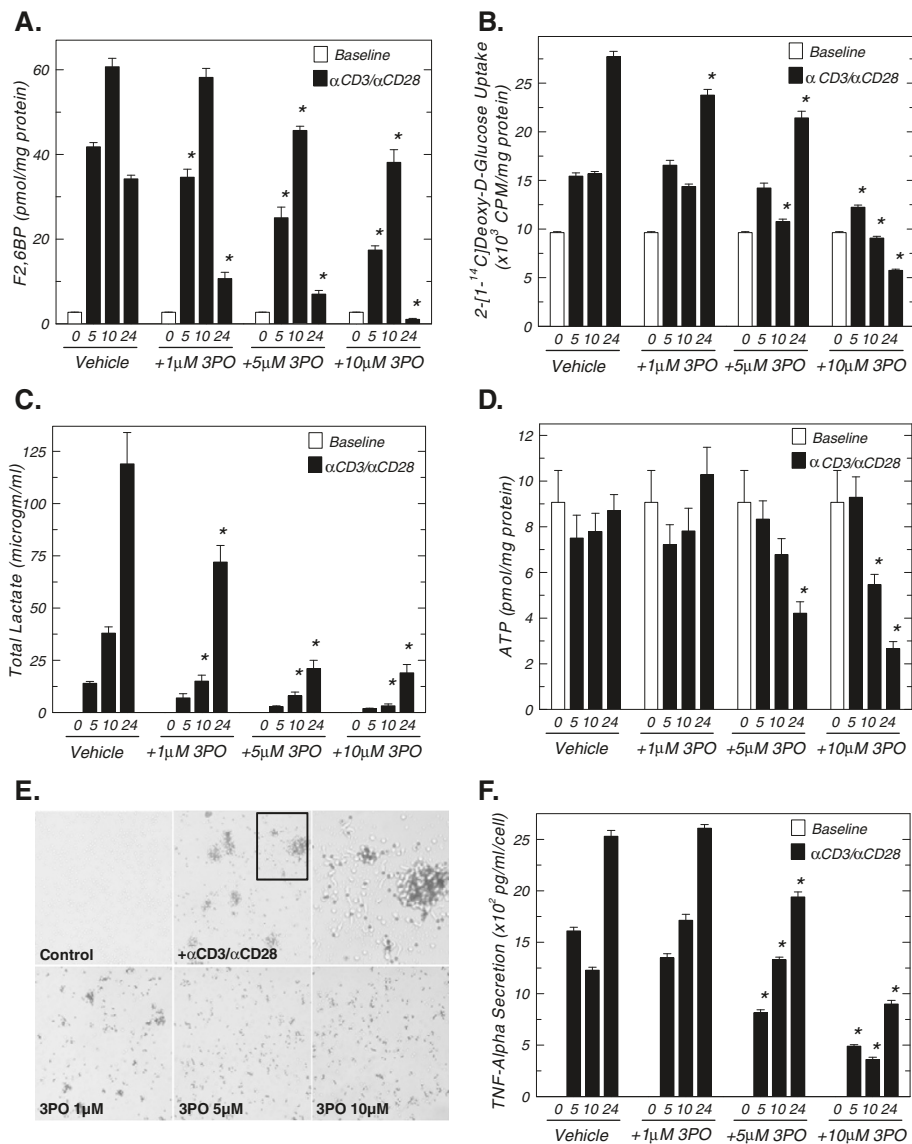 A.
F2,6BP (pmol/mg protein)
60
40
20
0
Baseline
αCD3/αCD28
* * * * * * * *
0 5 10 24 0 5 10 24 0 5 10 24 0 5 10 24
Vehicle +1μM 3PO +5μM 3PO +10μM 3PO
B.
2-[1-¹⁴C]Deoxy-D-Glucose Uptake
(x10³ CPM/mg protein)
30
25
20
15
10
5
0
Baseline
αCD3/αCD28
* * * * * *
0 5 10 24 0 5 10 24 0 5 10 24 0 5 10 24
Vehicle +1μM 3PO +5μM 3PO +10μM 3PO
C.
Total Lactate (microgm/ml)
125
100
75
50
25
0
Baseline
αCD3/αCD28
* * * * * *
0 5 10 24 0 5 10 24 0 5 10 24 0 5 10 24
Vehicle +1μM 3PO +5μM 3PO +10μM 3PO
D.
ATP (pmol/mg protein)
12
10
8
6
4
2
0
Baseline
αCD3/αCD28
* * *
0 5 10 24 0 5 10 24 0 5 10 24 0 5 10 24
Vehicle +1μM 3PO +5μM 3PO +10μM 3PO
E.
Control
+αCD3/αCD28
3PO 1μM
3PO 5μM
3PO 10μM
F.
TNF-Alpha Secretion (x10² pg/ml/cell)
25
20
15
10
5
0
Baseline
αCD3/αCD28
* * * * * *
0 5 10 24 0 5 10 24 0 5 10 24 0 5 10 24
Vehicle +1μM 3PO +5μM 3PO +10μM 3PO